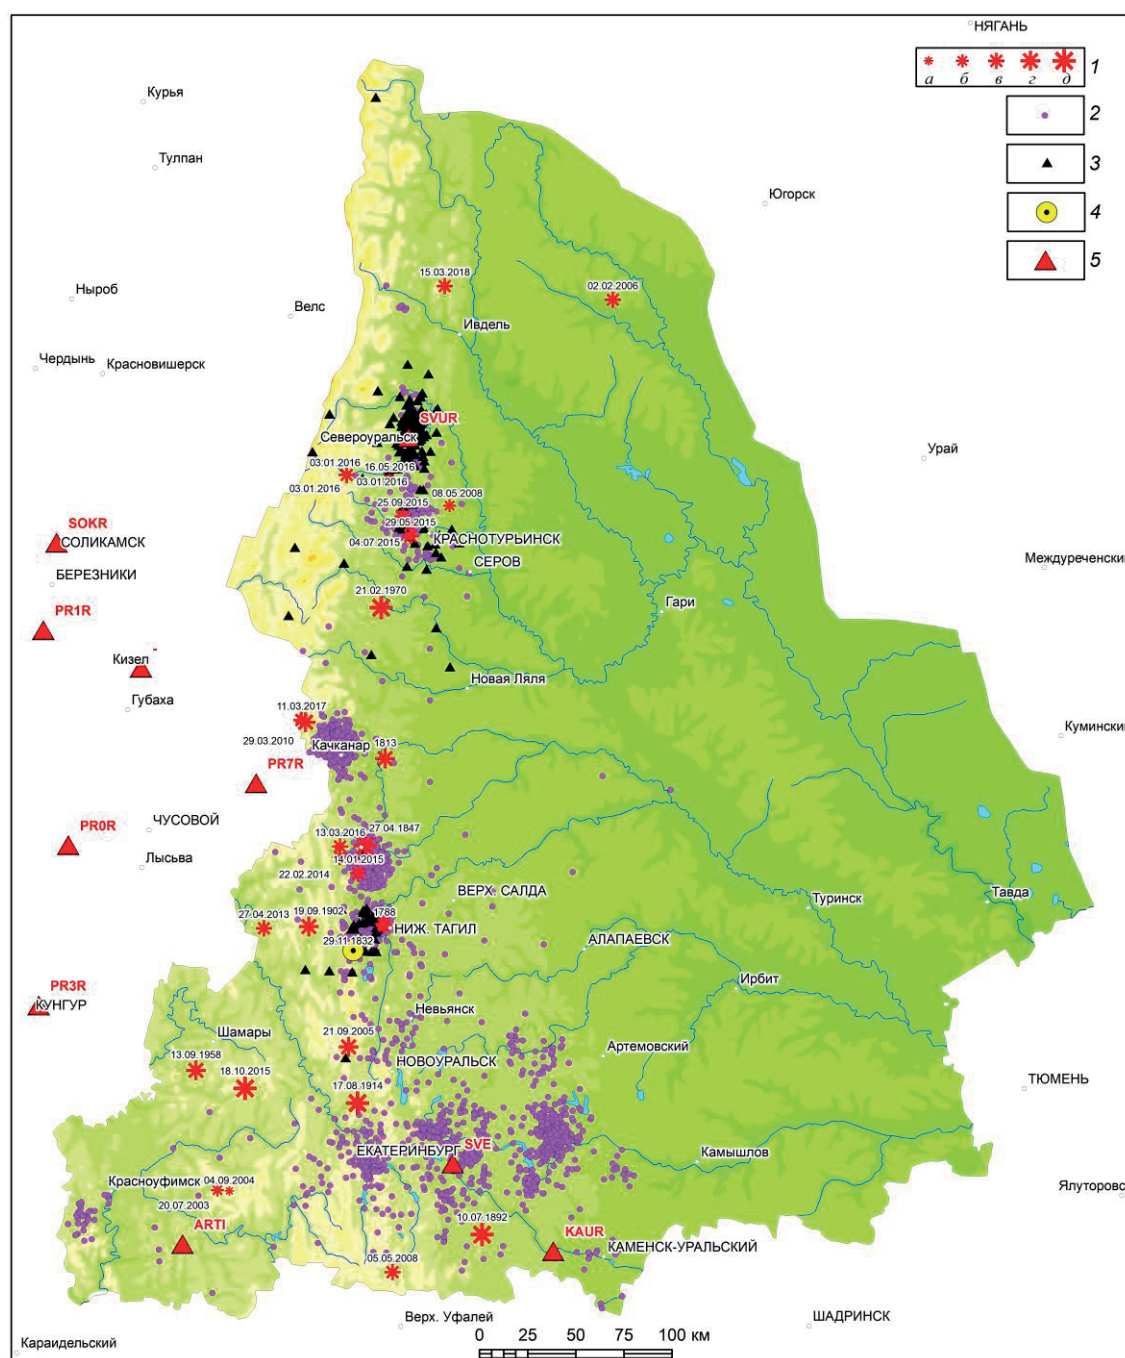 НЯГАНЬ
1
а б в г д
Курья
2
Тулпан
3
Югорск
4
5
15.03.2018
02.02.2006
Ныроб
Велс
Ивдель
Чердынь
Красновишерск
SVUR
Североуральск
Урай
03.01.2016
16.05.2016
03.01.2016
03.01.2016
08.05.2008
25.09.2015
SOKR
29.05.2015
СОЛИКАМСК
04.07.2015
КРАСНОТУРЬИНСК
СЕРОВ
Междуреченский
БЕРЕЗНИКИ
21.02.1970
PR1R
Гари
Кизел
Новая Ляля
Губаха
11.03.2017
Куминский
29.03.2010
Качканар
1813
PR7R
ЧУСОВОЙ
27.04.1847
PR0R
13.03.2016
Лысьва
14.01.2015
22.02.2014
ВЕРХ. САЛДА
Тавда
Туринск
27.04.2013
19.09.1902
1788
НИЖ. ТАГИЛ
29.11.1832
АЛАПАЕВСК
Ирбит
PR3R
КУНГУР
Невьянск
Шамары
21.09.2005
Артемовский
13.09.1958
НОВОУРАЛЬСК
18.10.2015
ТЮМЕНЬ
17.08.1914
SVE
ЕКАТЕРИНБУРГ
Камышлов
Красноуфимск
04.09.2004
Ялуторовск
20.07.2003
10.07.1892
ARTI
KAUR
КАМЕНСК-УРАЛЬСКИЙ
05.05.2008
Верх. Уфалей
ШАДРИНСК
Караидельский
0 25 50 75 100 км